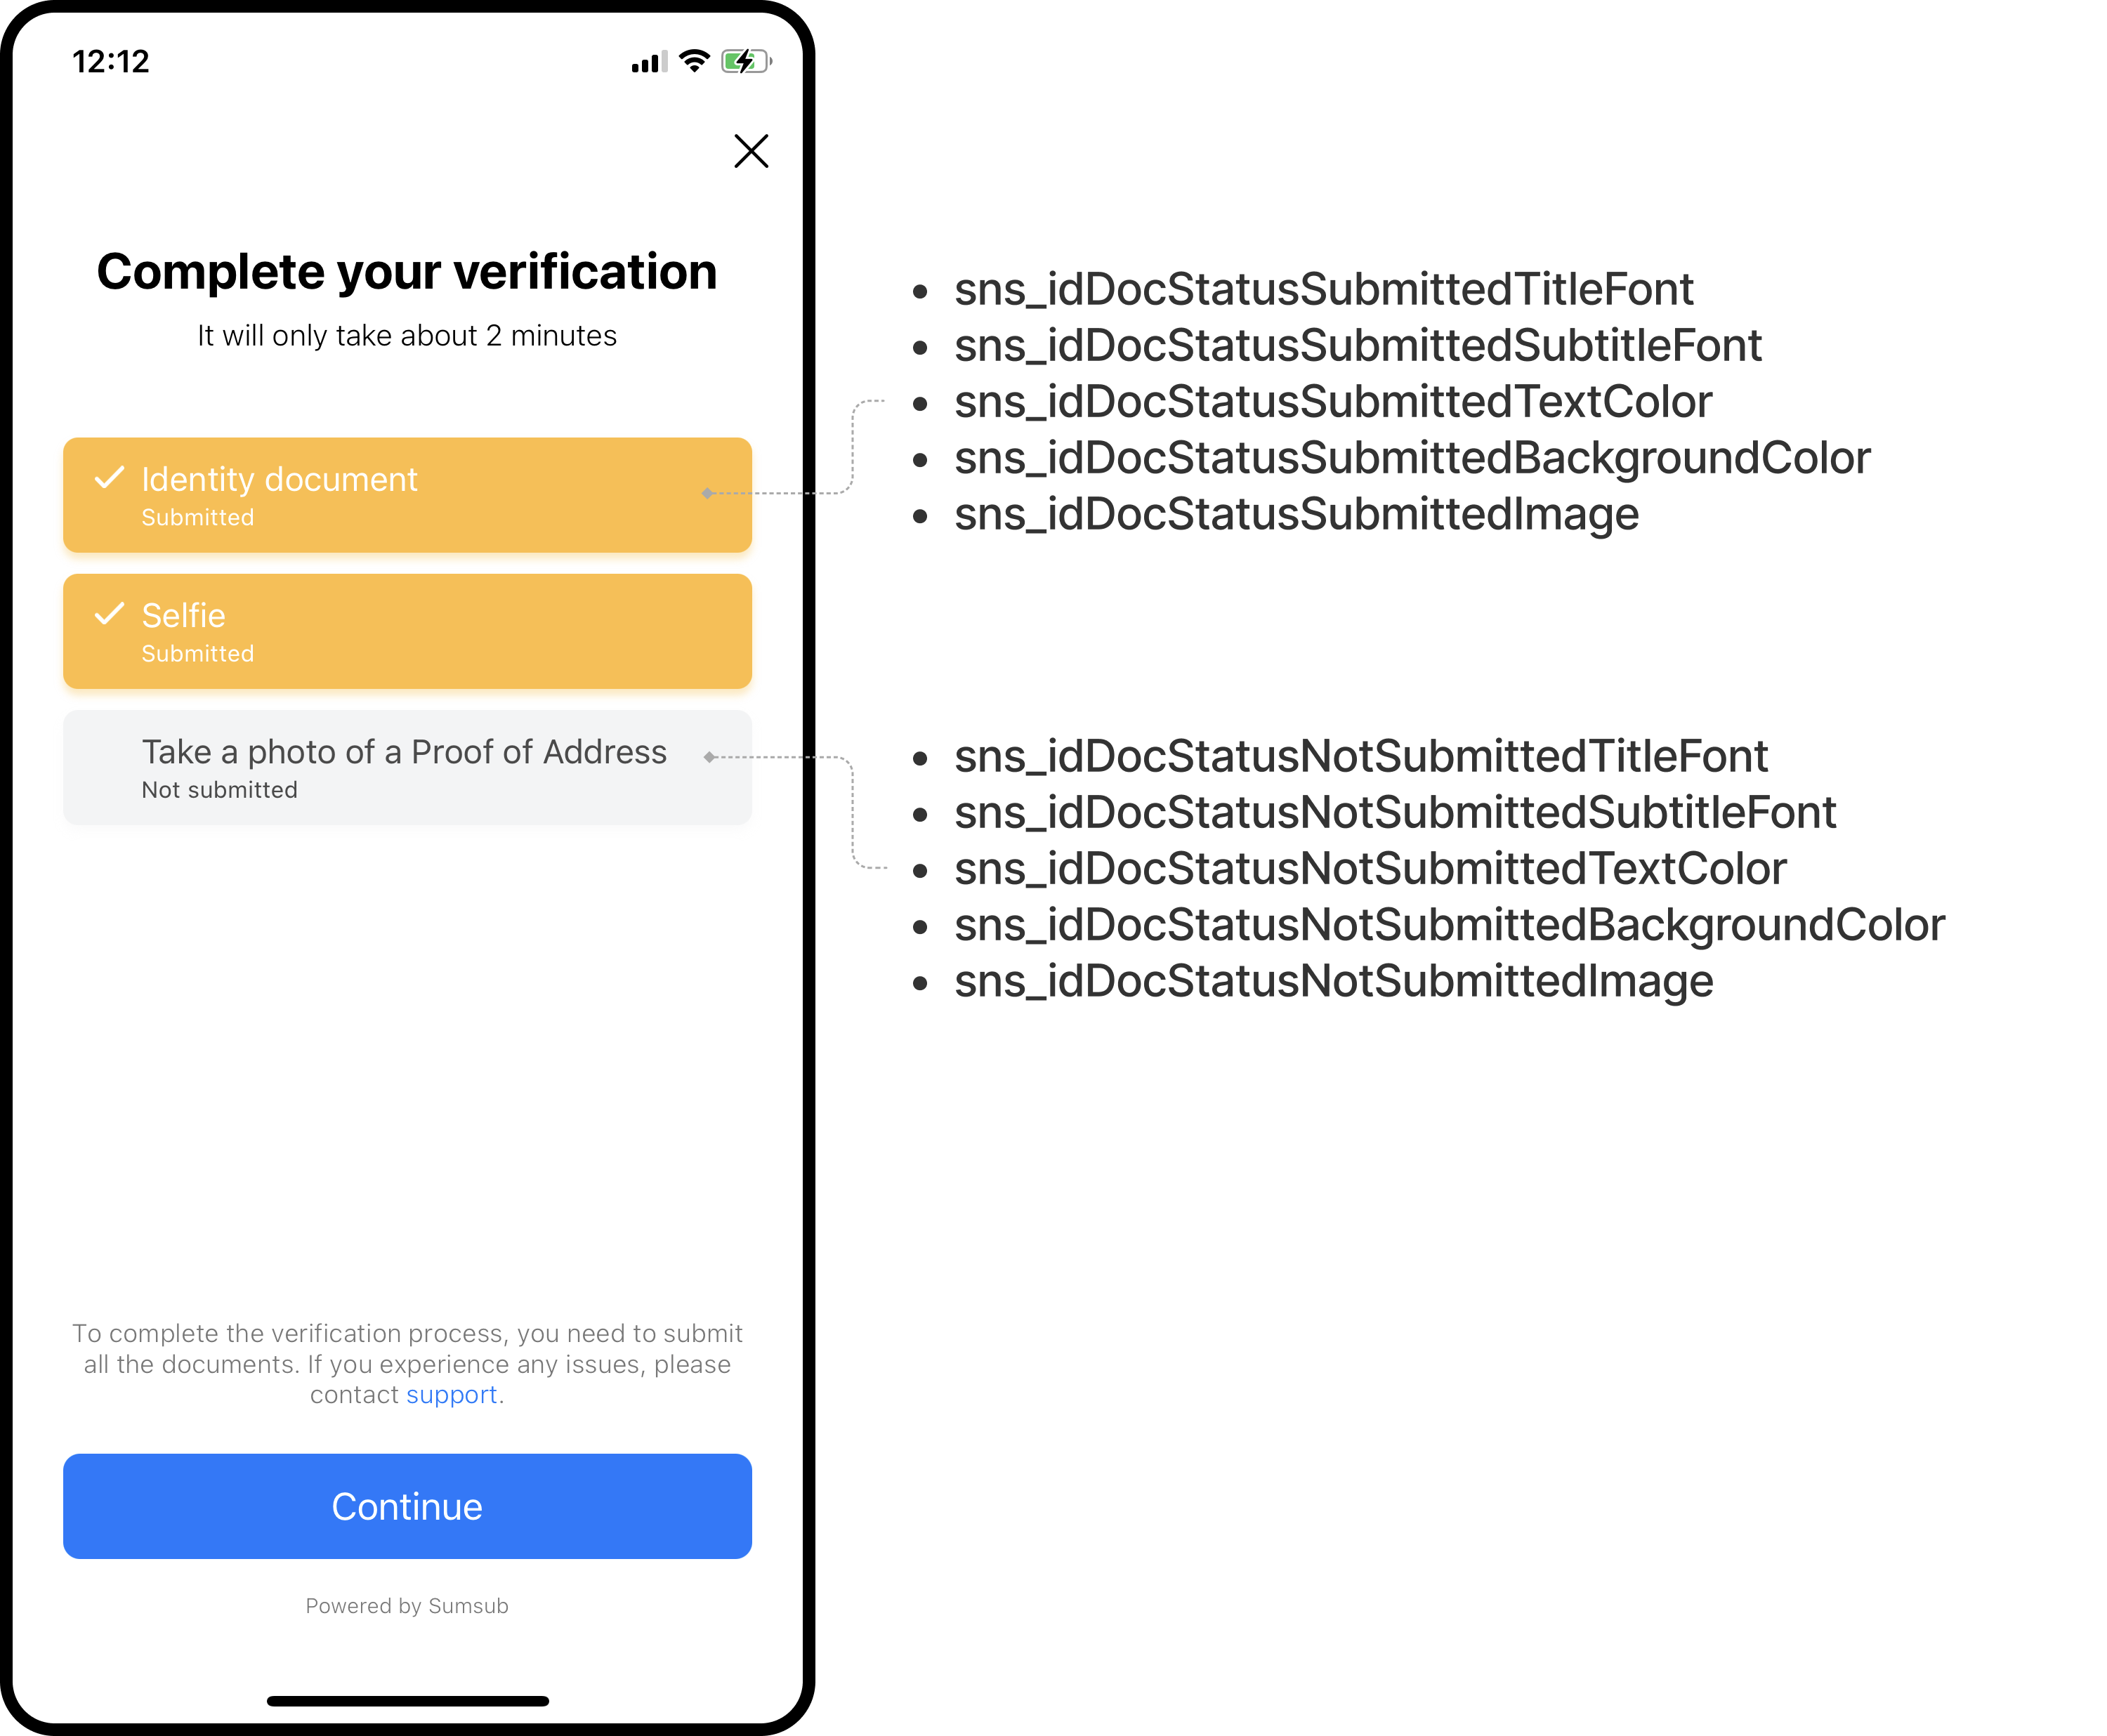 12:12
Complete your verification
It will only take about 2 minutes
Identity document
Submitted
Selfie
Submitted
Take a photo of a Proof of Address
Not submitted
To complete the verification process, you need to submit
all the documents. If you experience any issues, please
contact support.
Continue
Powered by Sumsub
• sns_idDocStatusSubmittedTitleFont
• sns_idDocStatusSubmittedSubtitleFont
• sns_idDocStatusSubmittedTextColor
• sns_idDocStatusSubmittedBackgroundColor
• sns_idDocStatusSubmittedImage
• sns_idDocStatusNotSubmittedTitleFont
• sns_idDocStatusNotSubmittedSubtitleFont
• sns_idDocStatusNotSubmittedTextColor
• sns_idDocStatusNotSubmittedBackgroundColor
• sns_idDocStatusNotSubmittedImage